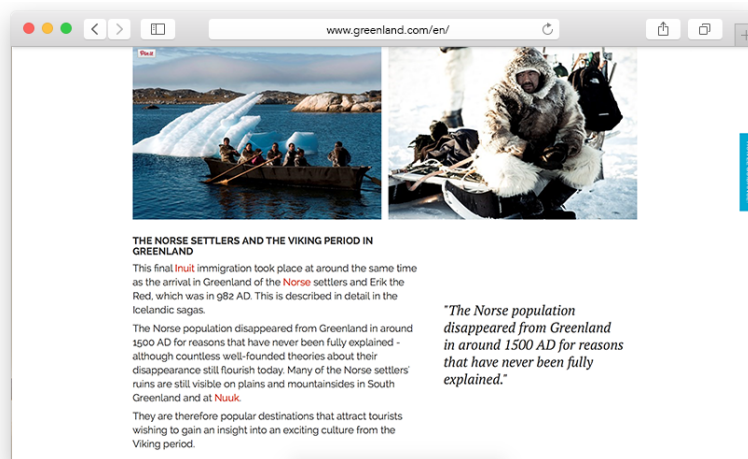 www.greenland.com/en/
Pin it
THE NORSE SETTLERS AND THE VIKING PERIOD IN
GREENLAND
This final Inuit immigration took place at around the same time
as the arrival in Greenland of the Norse settlers and Erik the
Red, which was in 982 AD. This is described in detail in the
Icelandic sagas.
The Norse population disappeared from Greenland in around
1500 AD for reasons that have never been fully explained -
although countless well-founded theories about their
disappearance still flourish today. Many of the Norse settlers'
ruins are still visible on plains and mountainsides in South
Greenland and at Nuuk.
They are therefore popular destinations that attract tourists
wishing to gain an insight into an exciting culture from the
Viking period.
"The Norse population
disappeared from Greenland
in around 1500 AD for reasons
that have never been fully
explained."